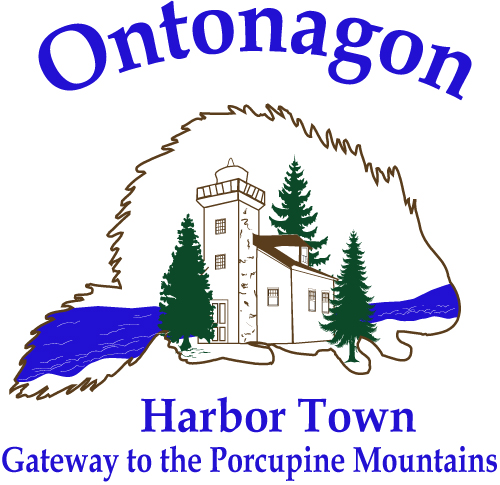 Ontonagon
Harbor Town
Gateway to the Porcupine Mountains